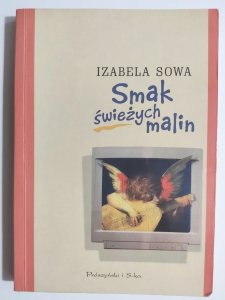 IZABELA SOWA
Smak
świeżych
malin
Prószyński i S-ka